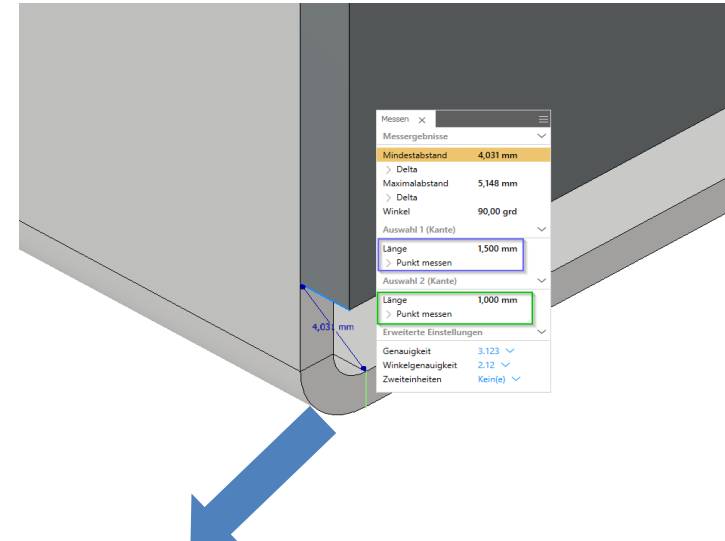 Messen
Messergebnisse
Mindestabstand 4,031 mm
Delta
Maximalabstand 5,148 mm
Delta
Winkel 90,00 grd
Auswahl 1 (Kante)
Länge 1,500 mm
Punkt messen
Auswahl 2 (Kante)
Länge 1,000 mm
Punkt messen
Erweiterte Einstellungen
Genauigkeit 3.123
Winkelgenauigkeit 2.12
Zweiteinheiten Kein(e)
4,031 mm